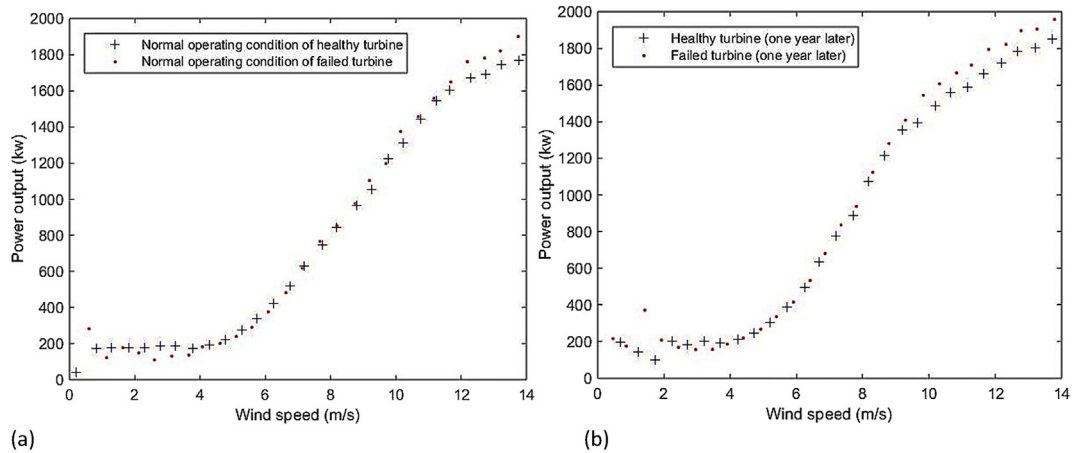 2000
1800
1600
1400
1200
1000
800
600
400
200
0
Power output (kw)
Normal operating condition of healthy turbine
Normal operating condition of failed turbine
0 2 4 6 8 10 12 14
Wind speed (m/s)
(a)
2000
1800
1600
1400
1200
1000
800
600
400
200
0
Power output (kw)
Healthy turbine (one year later)
Failed turbine (one year later)
0 2 4 6 8 10 12 14
Wind speed (m/s)
(b)